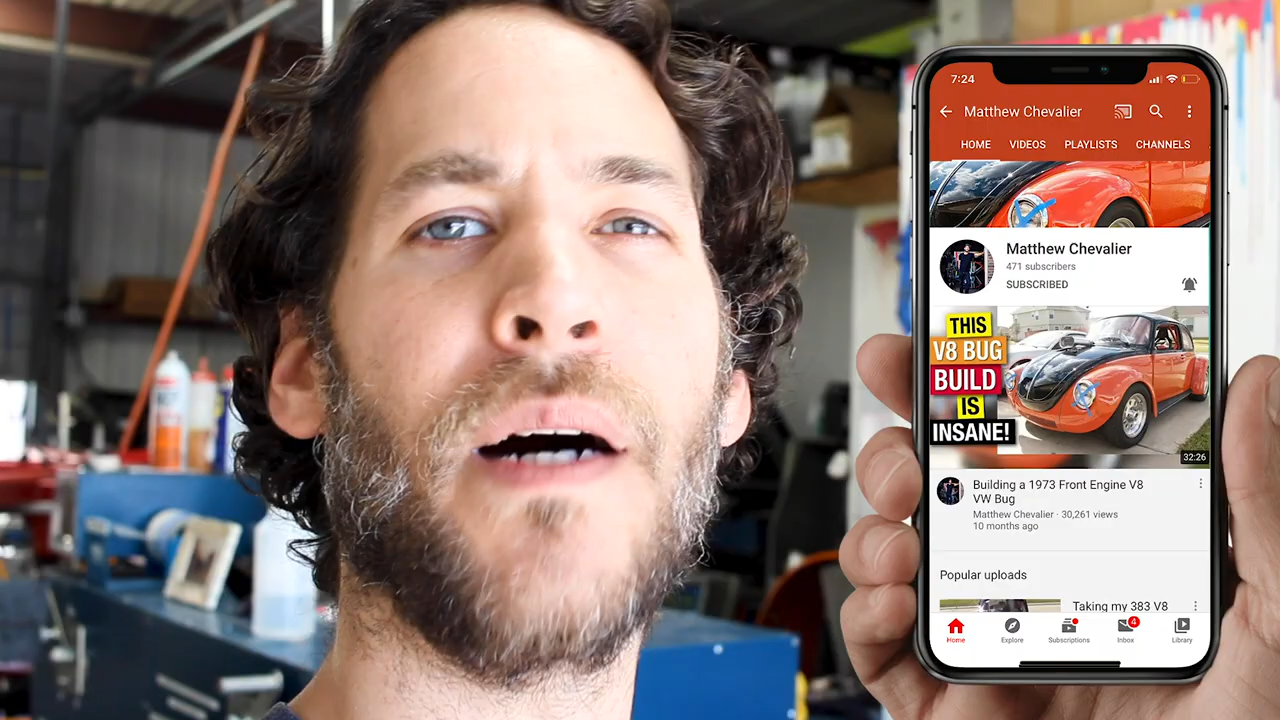 7:24
Matthew Chevalier
HOME VIDEOS PLAYLISTS CHANNELS
Matthew Chevalier
471 subscribers
SUBSCRIBED
THIS
V8 BUG
BUILD
IS
INSANE!
32:26
Building a 1973 Front Engine V8
VW Bug
Matthew Chevalier · 30,261 views
10 months ago
Popular uploads
Taking my 383 V8
4
Home Explore Subscriptions Inbox Library